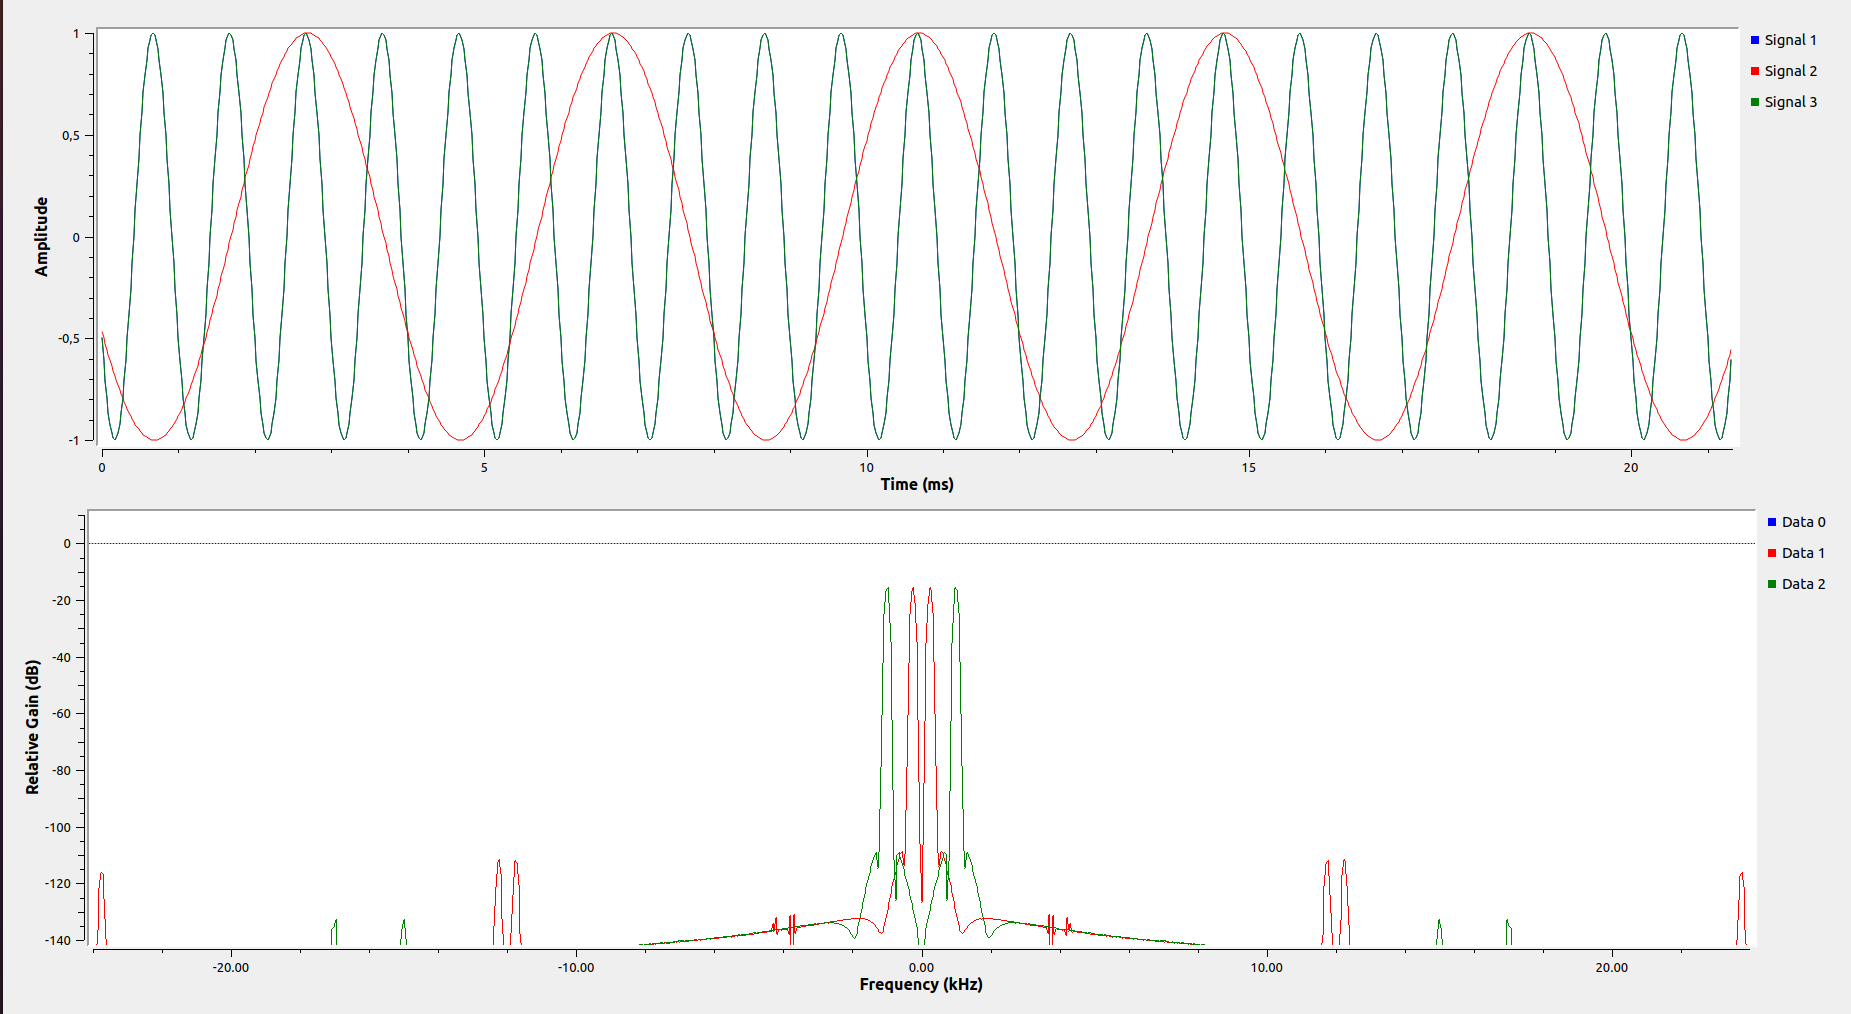 1
0,5
0
-0,5
-1
Amplitude
0
5
10
15
20
Time (ms)
Signal 1
Signal 2
Signal 3
0
-20
-40
-60
-80
-100
-120
-140
Relative Gain (dB)
-20.00
-10.00
0.00
10.00
20.00
Frequency (kHz)
Data 0
Data 1
Data 2